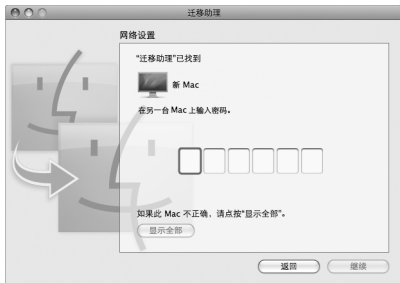 迁移助理
网络设置
“迁移助理”已找到
新 Mac
在另一台 Mac 上输入密码。
如果此 Mac 不正确，请点按“显示全部”。
显示全部
返回
继续